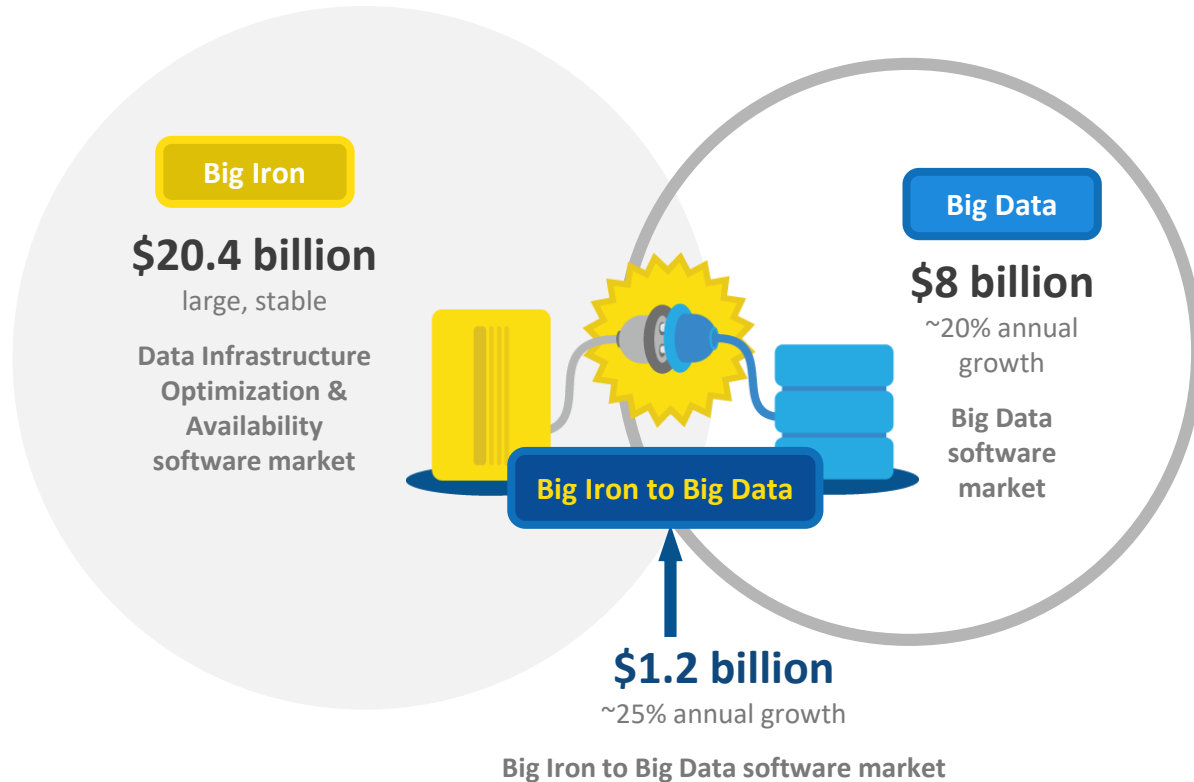 Big Iron
$20.4 billion
large, stable
Data Infrastructure
Optimization &
Availability
software market
Big Data
$8 billion
~20% annual
growth
Big Data
software
market
Big Iron to Big Data
$1.2 billion
~25% annual growth
Big Iron to Big Data software market